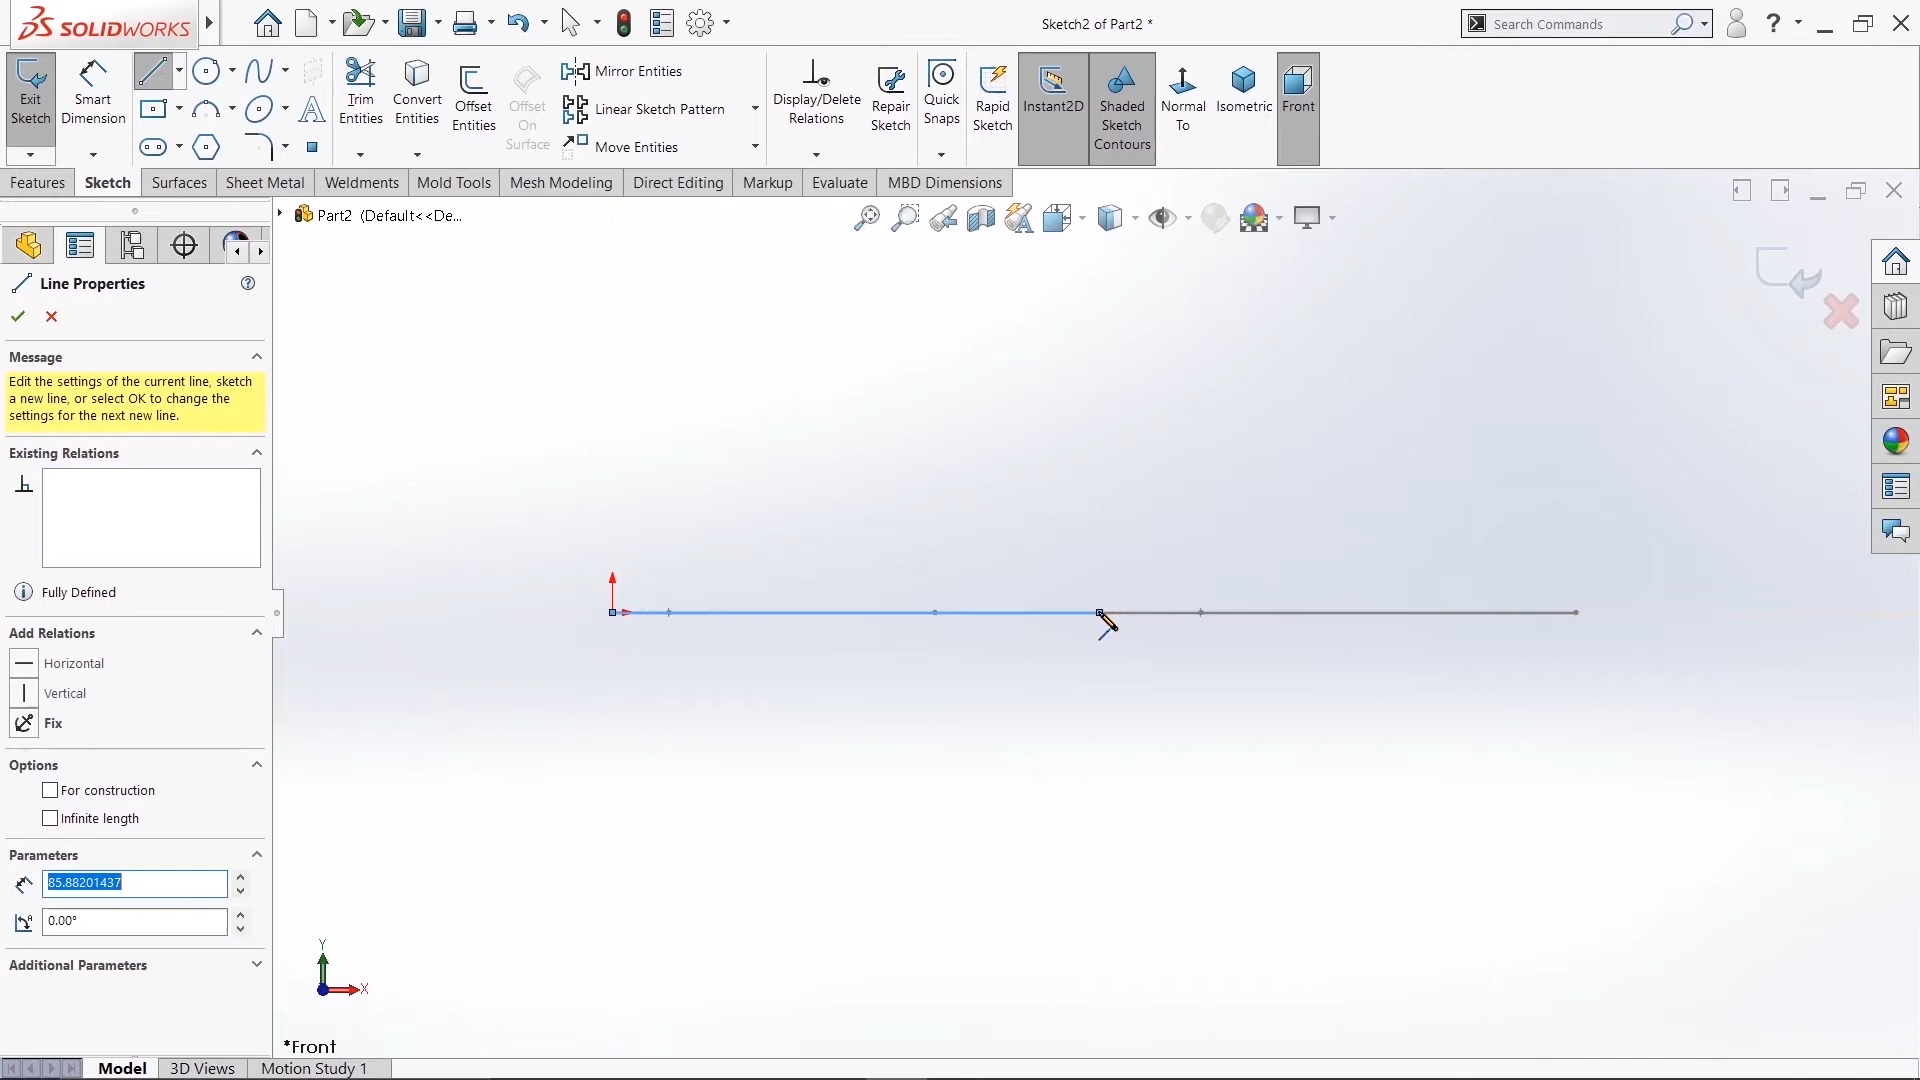 SOLIDWORKS
Sketch2 of Part2 *
Search Commands
?
Exit
Sketch
Smart
Dimension
Trim
Entities
Convert
Entities
Offset
Entities
Offset
On
Surface
Mirror Entities
Linear Sketch Pattern
Move Entities
Display/Delete
Relations
Repair
Sketch
Quick
Snaps
Rapid
Sketch
Instant2D
Shaded
Sketch
Contours
Normal
To
Isometric
Front
Features
Sketch
Surfaces
Sheet Metal
Weldments
Mold Tools
Mesh Modeling
Direct Editing
Markup
Evaluate
MBD Dimensions
Part2 (Default<<De...
Line Properties
Message
Edit the settings of the current line, sketch
a new line, or select OK to change the
settings for the next new line.
Existing Relations
Fully Defined
Add Relations
Horizontal
Vertical
Fix
Options
For construction
Infinite length
Parameters
85.88201437
0.00°
Additional Parameters
Y
X
*Front
Model
3D Views
Motion Study 1